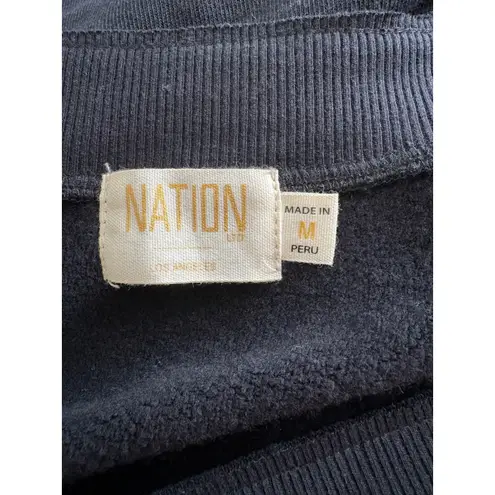 NATION
LTD
LOS ANGELES
MADE IN
M
PERU